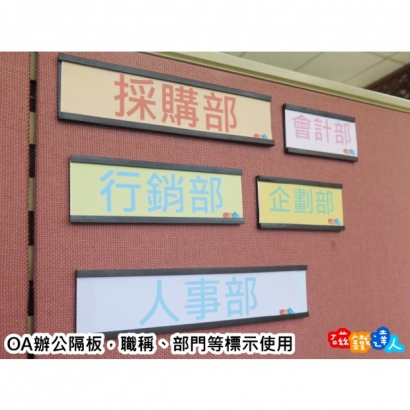 採購部
會計部
行銷部
企劃部
人事部
OA辦公隔板・職稱、部門等標示使用
磁鐵達人